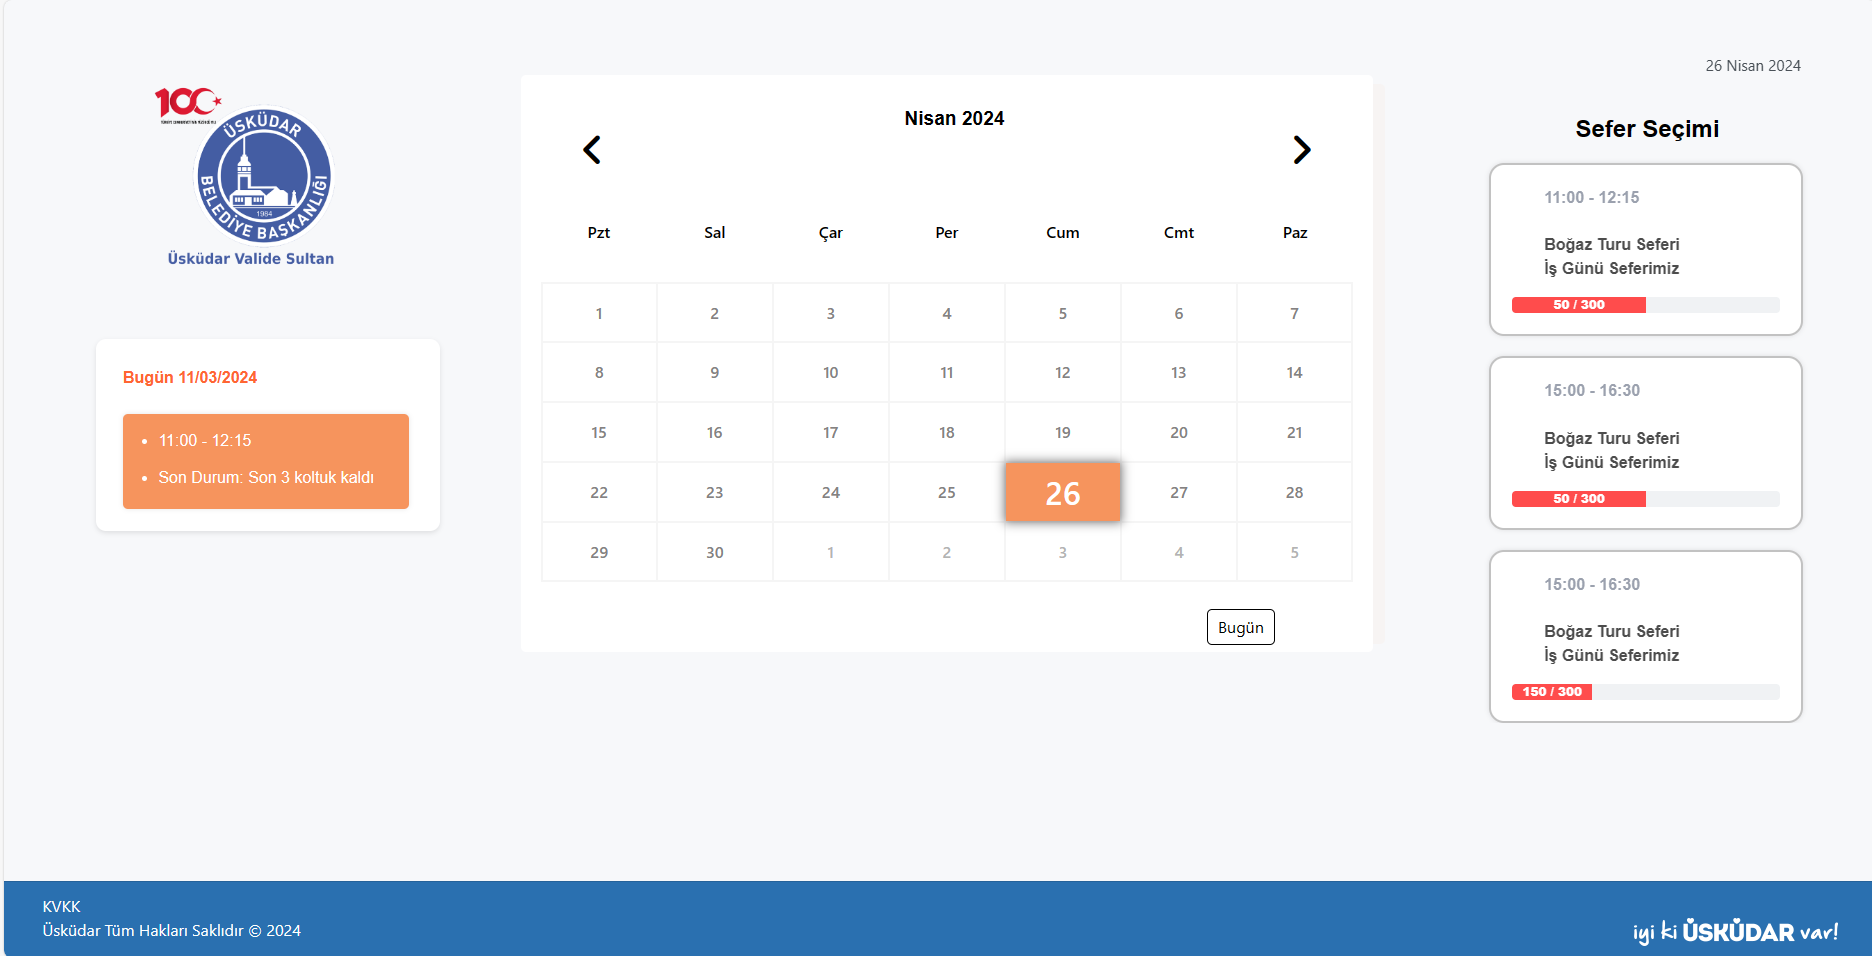 100
ÜSKÜDAR
BELEDİYE BAŞKANLIĞI
1984
Üsküdar Valide Sultan
Bugün 11/03/2024
11:00 - 12:15
Son Durum: Son 3 koltuk kaldı
Nisan 2024
Pzt Sal Çar Per Cum Cmt Paz
1 2 3 4 5 6 7
8 9 10 11 12 13 14
15 16 17 18 19 20 21
22 23 24 25 26 27 28
29 30 1 2 3 4 5
Bugün
26 Nisan 2024
Sefer Seçimi
11:00 - 12:15
Boğaz Turu Seferi
İş Günü Seferimiz
50 / 300
15:00 - 16:30
Boğaz Turu Seferi
İş Günü Seferimiz
50 / 300
15:00 - 16:30
Boğaz Turu Seferi
İş Günü Seferimiz
150 / 300
KVKK
Üsküdar Tüm Hakları Saklıdır © 2024
iyi ki ÜSKÜDAR var!